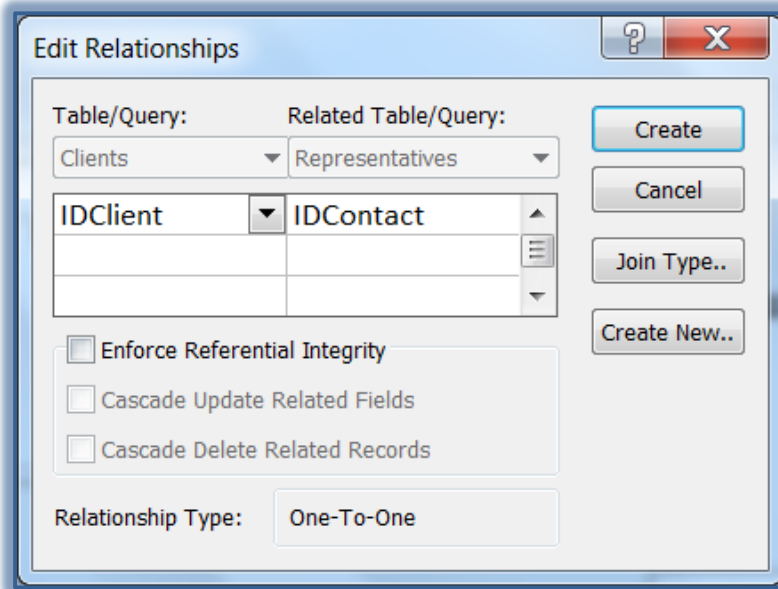 Edit Relationships
?
X
Table/Query: Related Table/Query:
Clients Representatives
IDClient IDContact
Enforce Referential Integrity
Cascade Update Related Fields
Cascade Delete Related Records
Relationship Type: One-To-One
Create
Cancel
Join Type..
Create New..